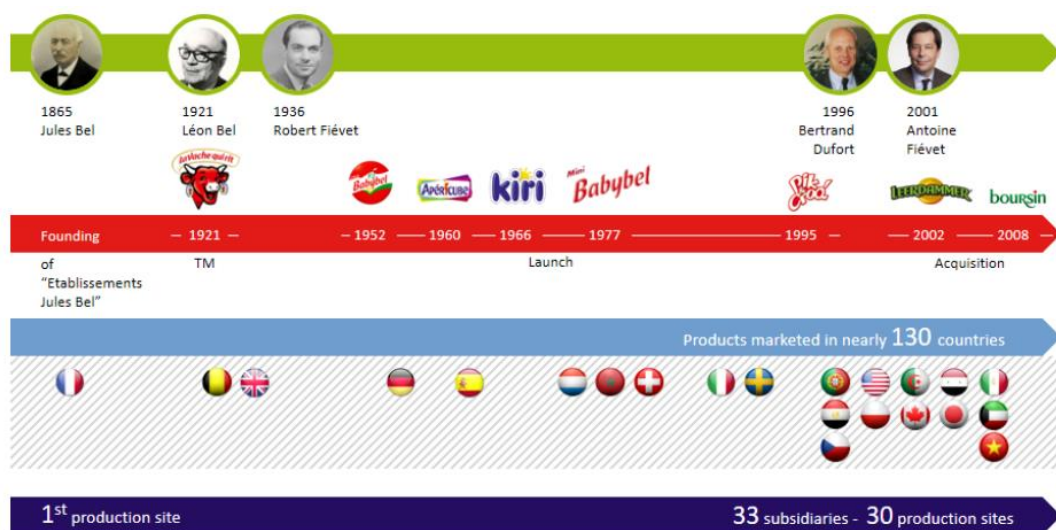 1865
Jules Bel
1921
Léon Bel
1936
Robert Fiévet
1996
Bertrand
Dufort
2001
Antoine
Fiévet
La Vache qui rit
Babybel
APÉRICUBE
kiri
Mini
Babybel
Pik
Croq'
LEERDAMMER
boursin
Founding
– 1921 –
– 1952
1960
1966
1977
1995
2002
2008
of
"Etablissements
Jules Bel"
TM
Launch
Acquisition
Products marketed in nearly 130 countries
1st production site
33 subsidiaries - 30 production sites